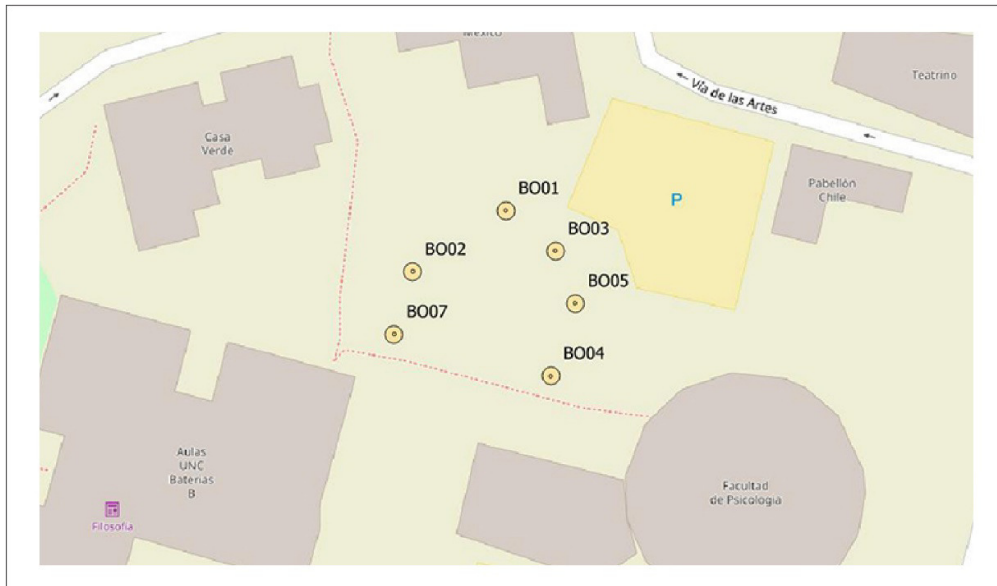 México
Teatrino
Vía de las Artes
Casa
Verde
Pabellón
Chile
P
BO01
BO03
BO02
BO05
BO07
BO04
Aulas
UNC
Baterías
B
Facultad
de Psicología
Filosofía